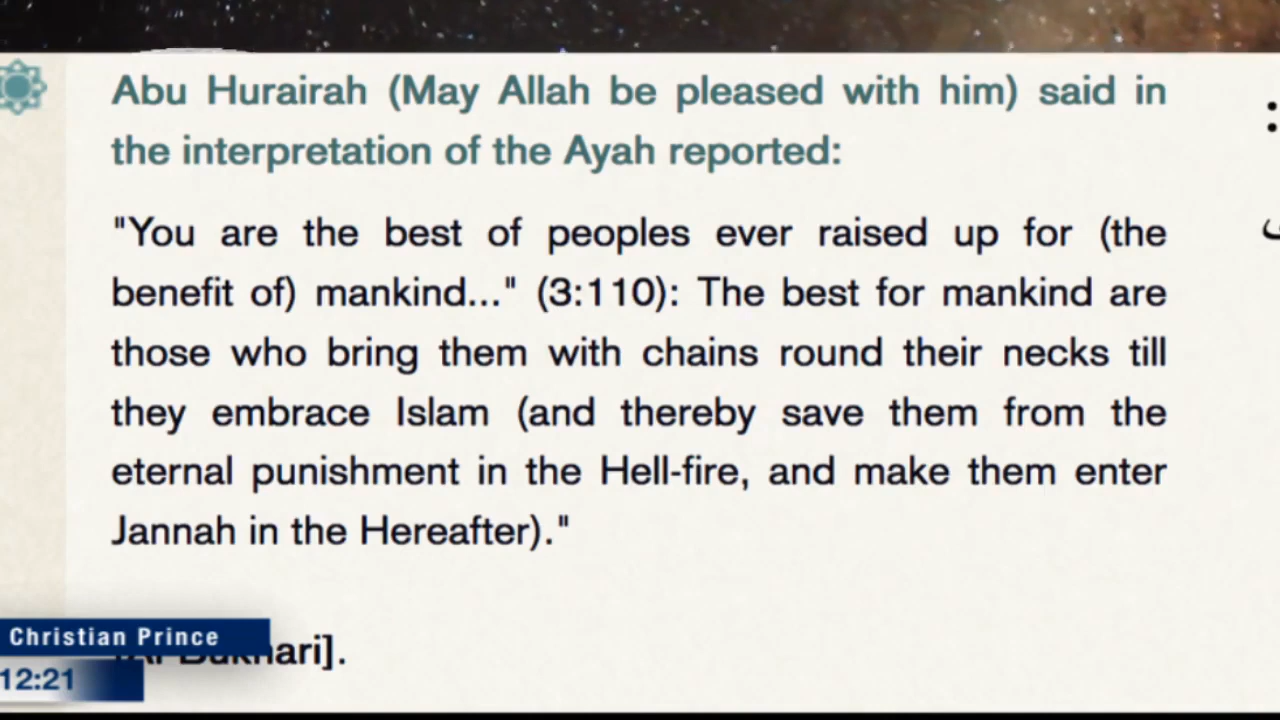 Abu Hurairah (May Allah be pleased with him) said in
the interpretation of the Ayah reported:
"You are the best of peoples ever raised up for (the
benefit of) mankind..." (3:110): The best for mankind are
those who bring them with chains round their necks till
they embrace Islam (and thereby save them from the
eternal punishment in the Hell-fire, and make them enter
Jannah in the Hereafter)."
Christian Prince
12:21